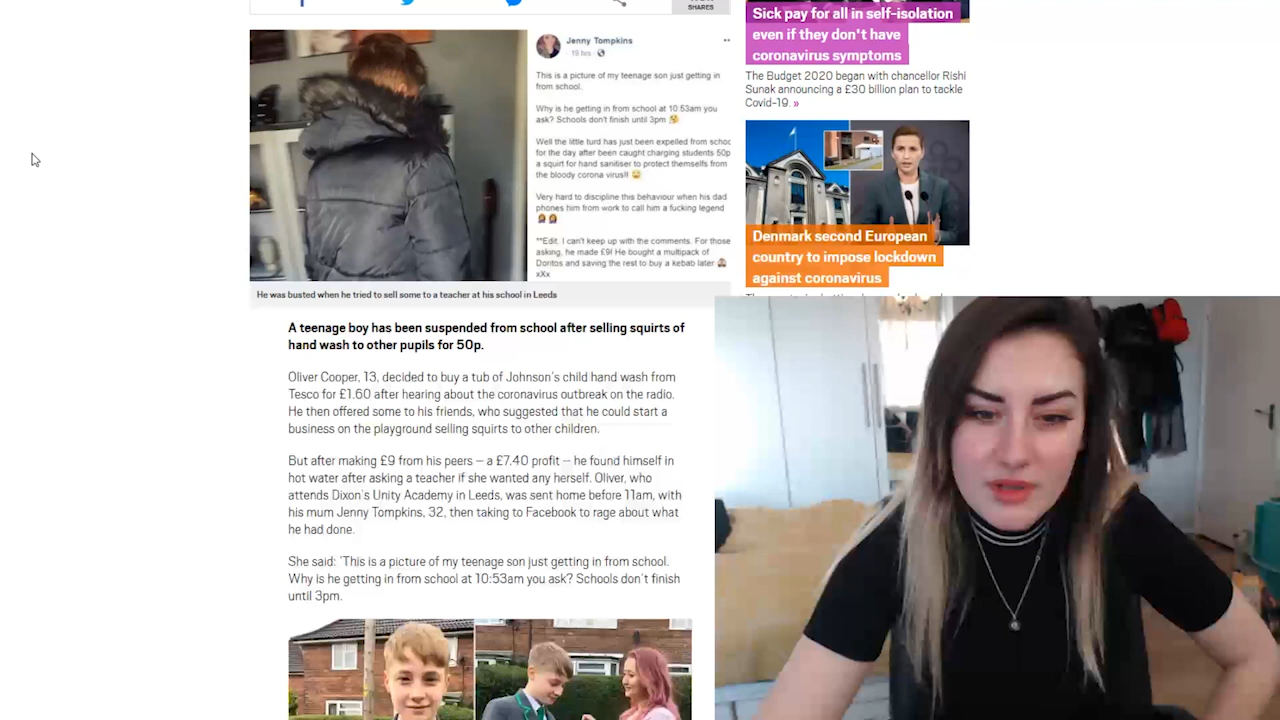 SHARES
Jenny Tompkins
19 hrs
This is a picture of my teenage son just getting in
from school.
Why is he getting in from school at 10:53am you
ask? Schools don't finish until 3pm
Well the little turd has just been expelled from schoo
for the day after been caught charging students 50p
a squirt for hand sanitiser to protect themselves from
the bloody corona virus!!
Very hard to discipline this behaviour when his dad
phones him from work to call him a fucking legend
**Edit, I can't keep up with the comments. For those
asking, he made £9! He bought a multipack of
Doritos and saving the rest to buy a kebab later
xXx
He was busted when he tried to sell some to a teacher at his school in Leeds
A teenage boy has been suspended from school after selling squirts of
hand wash to other pupils for 50p.
Oliver Cooper, 13, decided to buy a tub of Johnson's child hand wash from
Tesco for £1.60 after hearing about the coronavirus outbreak on the radio.
He then offered some to his friends, who suggested that he could start a
business on the playground selling squirts to other children.
But after making £9 from his peers – a £7.40 profit – he found himself in
hot water after asking a teacher if she wanted any herself. Oliver, who
attends Dixon's Unity Academy in Leeds, was sent home before 11am, with
his mum Jenny Tompkins, 32, then taking to Facebook to rage about what
he had done.
She said: 'This is a picture of my teenage son just getting in from school.
Why is he getting in from school at 10:53am you ask? Schools don't finish
until 3pm.
Sick pay for all in self-isolation
even if they don't have
coronavirus symptoms
The Budget 2020 began with chancellor Rishi
Sunak announcing a £30 billion plan to tackle
Covid-19. »
Denmark second European
country to impose lockdown
against coronavirus